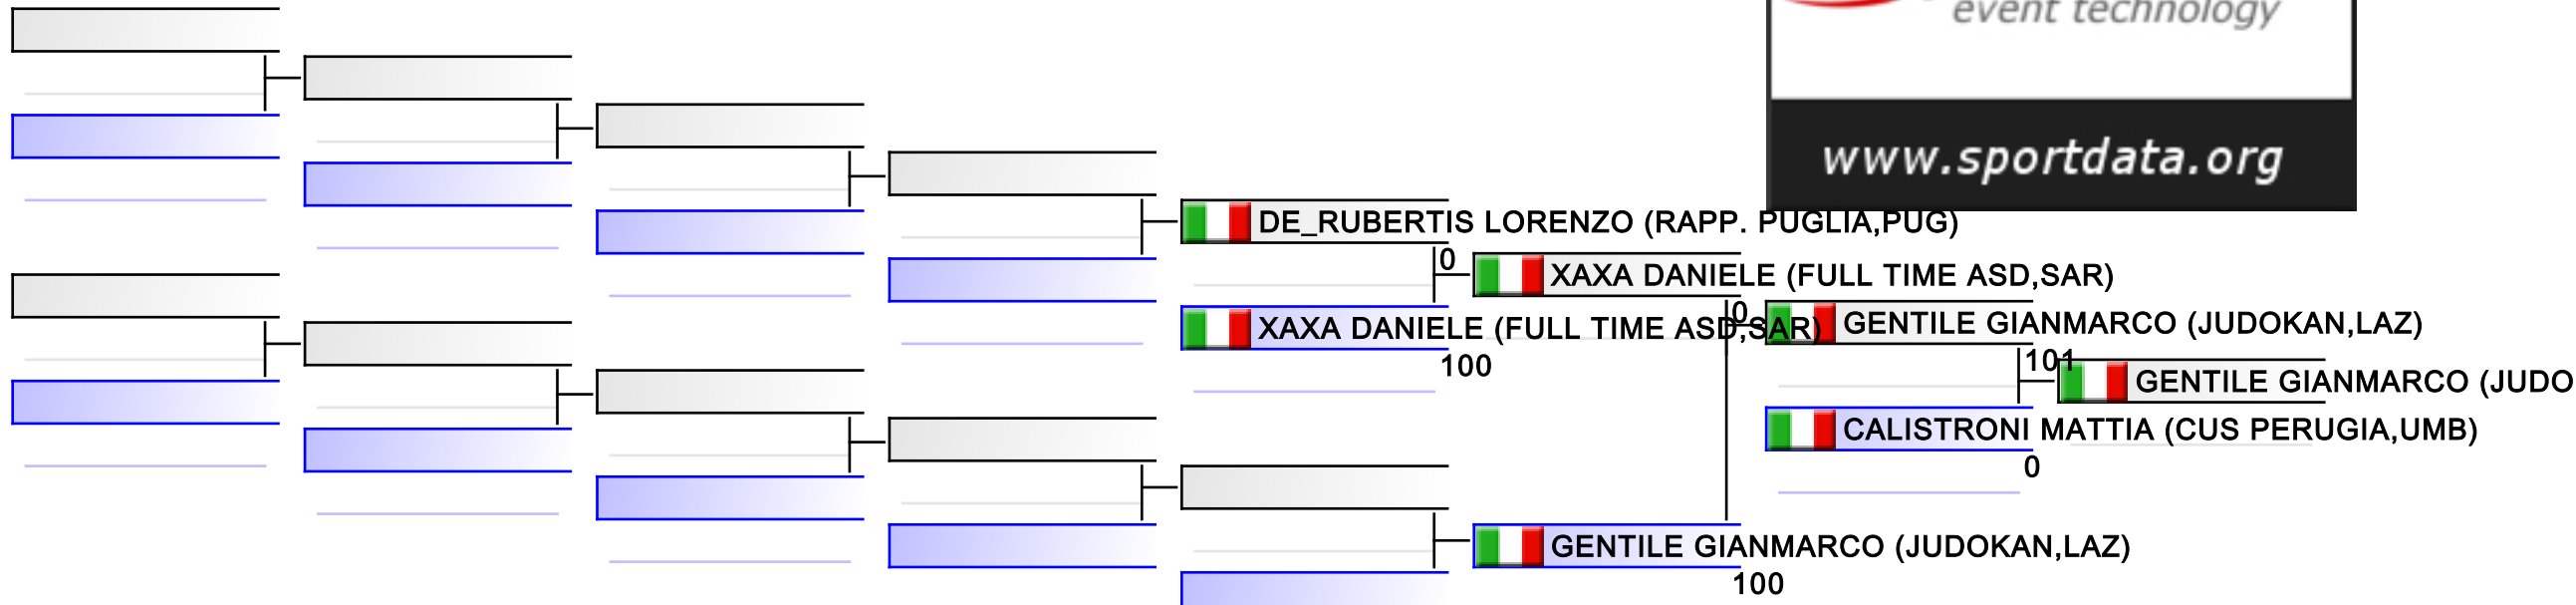 event technology
www.sportdata.org
DE_RUBERTIS LORENZO (RAPP. PUGLIA,PUG)
0
XAXA DANIELE (FULL TIME ASD,SAR)
0
GENTILE GIANMARCO (JUDOKAN,LAZ)
XAXA DANIELE (FULL TIME ASD,SAR)
100
101
GENTILE GIANMARCO (JUDO
CALISTRONI MATTIA (CUS PERUGIA,UMB)
0
GENTILE GIANMARCO (JUDOKAN,LAZ)
100